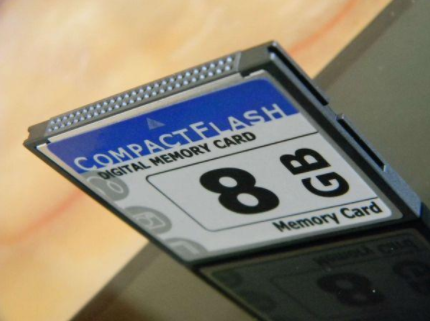 COMPACTFLASH
DIGITAL MEMORY CARD
8
GB
Memory Card